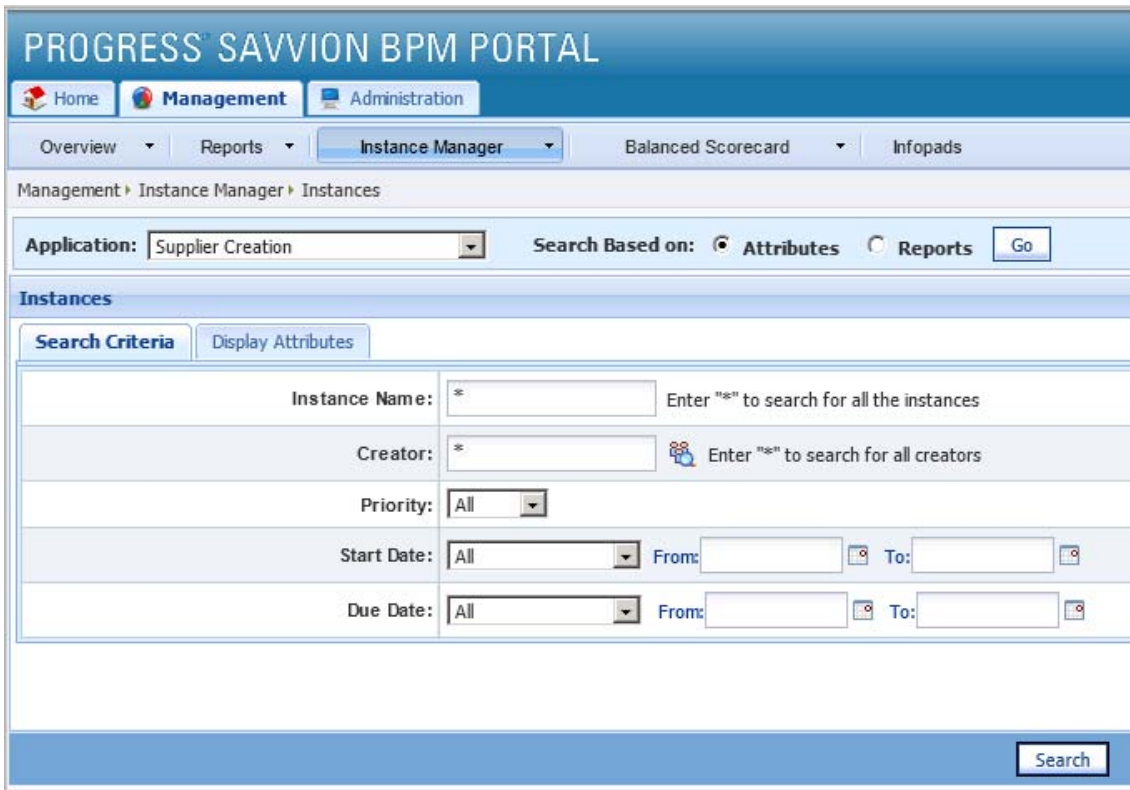 PROGRESS™ SAVVION BPM PORTAL
Home Management Administration
Overview Reports Instance Manager Balanced Scorecard Infopads
Management Instance Manager Instances
Application: Supplier Creation Search Based on: Attributes Reports Go
Instances
Search Criteria Display Attributes
Instance Name: * Enter "*" to search for all the instances
Creator: * Enter "*" to search for all creators
Priority: All
Start Date: All From: To:
Due Date: All From: To:
Search